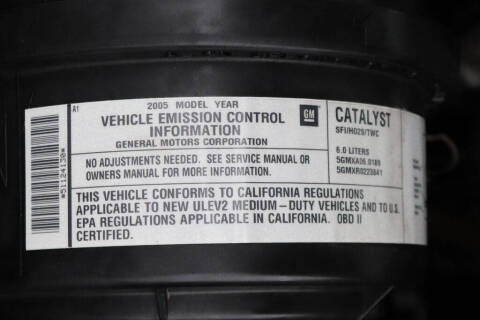 A1
2005 MODEL YEAR
VEHICLE EMISSION CONTROL
INFORMATION
GENERAL MOTORS CORPORATION
GM
CATALYST
SFI/HO2S/TWC
6.0 LITERS
5GMXA06.0189
5GMXR0223841
NO ADJUSTMENTS NEEDED. SEE SERVICE MANUAL OR
OWNERS MANUAL FOR MORE INFORMATION.
THIS VEHICLE CONFORMS TO CALIFORNIA REGULATIONS
APPLICABLE TO NEW ULEV2 MEDIUM-DUTY VEHICLES AND TO U.S.
EPA REGULATIONS APPLICABLE IN CALIFORNIA. OBD II
CERTIFIED.
*51124130*